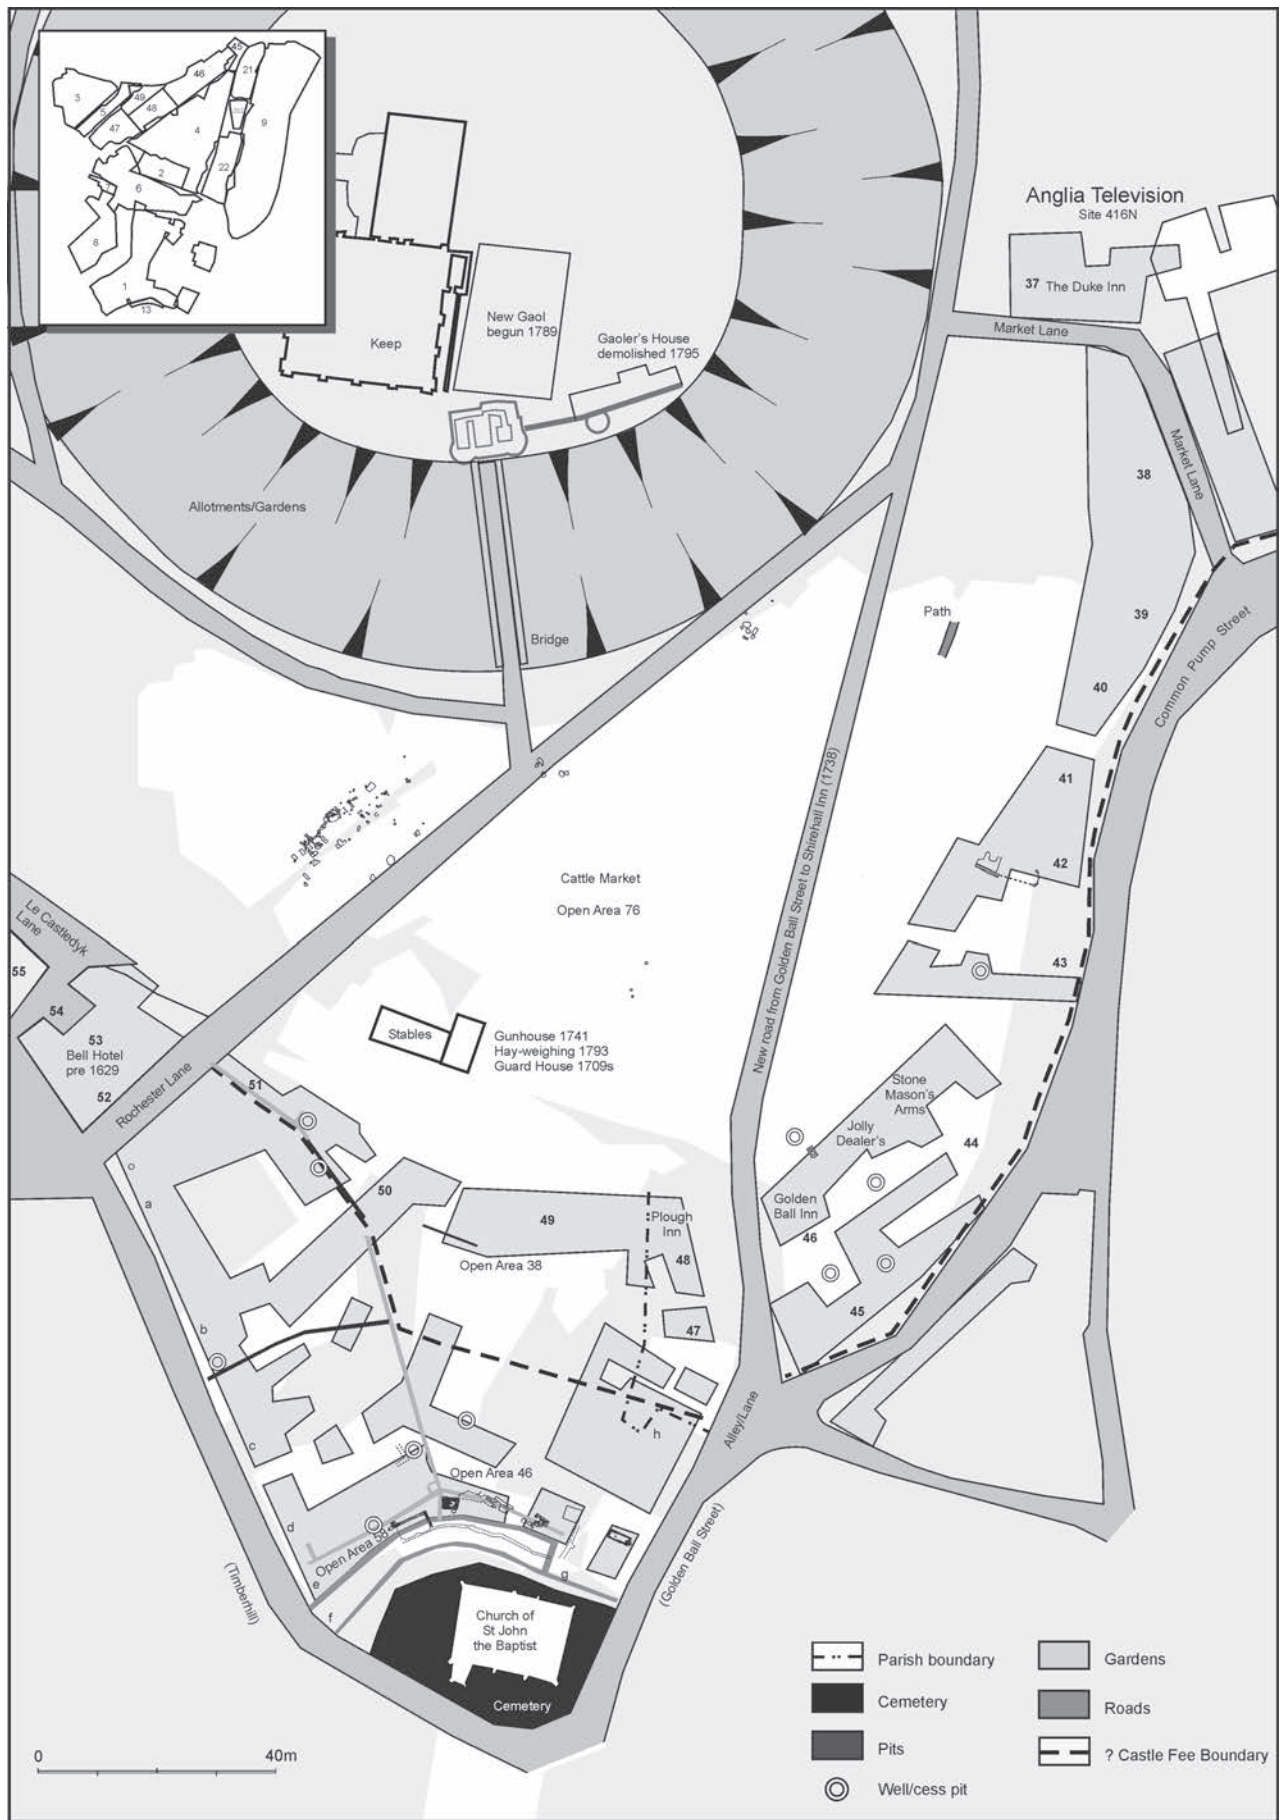 45
46
21
3
49
5
48
9
47
4
2
22
7
6
8
1
13
Anglia Television
Site 416N
37 The Duke Inn
Market Lane
New Gaol
begun 1789
Keep
Gaoler's House
demolished 1795
Market Lane
38
Allotments/Gardens
39
Path
Bridge
40
Common Pump Street
41
New road from Golden Ball Street to Shirehall Inn (1738)
42
Cattle Market
Open Area 76
Le Castledyk
Lane
43
55
54
53
Bell Hotel
pre 1629
52
Stables
Gunhouse 1741
Hay-weighing 1793
Guard House 1709s
Rochester Lane
51
Stone
Mason's
Arms
Jolly
Dealer's
44
a
50
49
Plough
Inn
48
Golden
Ball Inn
46
Open Area 38
45
47
b
c
h
Alley/Lane
Open Area 46
d
Open Area 58
e
g
f
(Timberhill)
(Golden Ball Street)
Church of
St John
the Baptist
Cemetery
Parish boundary
Cemetery
Pits
Well/cess pit
Gardens
Roads
? Castle Fee Boundary
0
40m